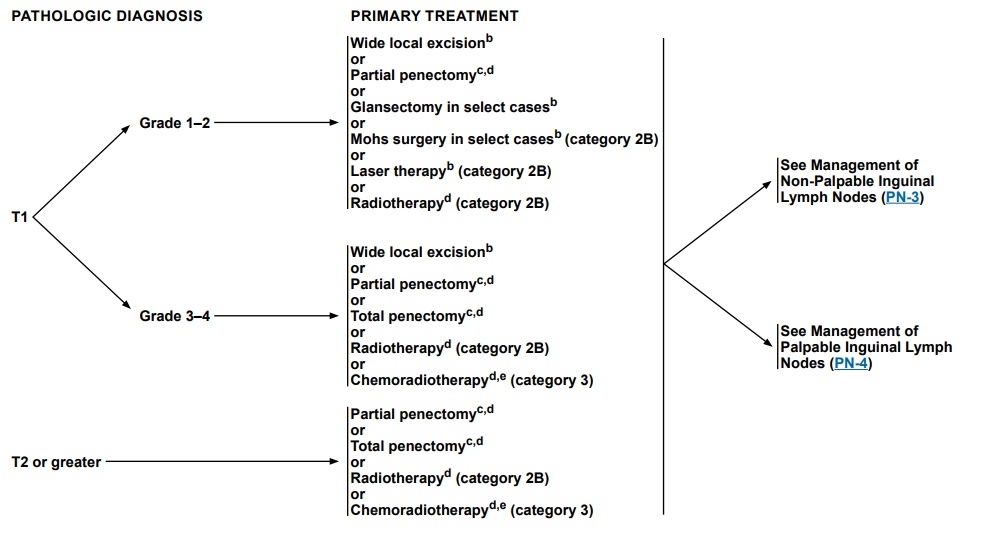 PATHOLOGIC DIAGNOSIS
PRIMARY TREATMENT
T1
Grade 1–2
Wide local excisionb
or
Partial penectomyc,d
or
Glansectomy in select casesb
or
Mohs surgery in select casesb (category 2B)
or
Laser therapyb (category 2B)
or
Radiotherapyd (category 2B)
Grade 3–4
Wide local excisionb
or
Partial penectomyc,d
or
Total penectomyc,d
or
Radiotherapyd (category 2B)
or
Chemoradiotherapyd,e (category 3)
T2 or greater
Partial penectomyc,d
or
Total penectomyc,d
or
Radiotherapyd (category 2B)
or
Chemoradiotherapyd,e (category 3)
See Management of
Non-Palpable Inguinal
Lymph Nodes (PN-3)
See Management of
Palpable Inguinal Lymph
Nodes (PN-4)